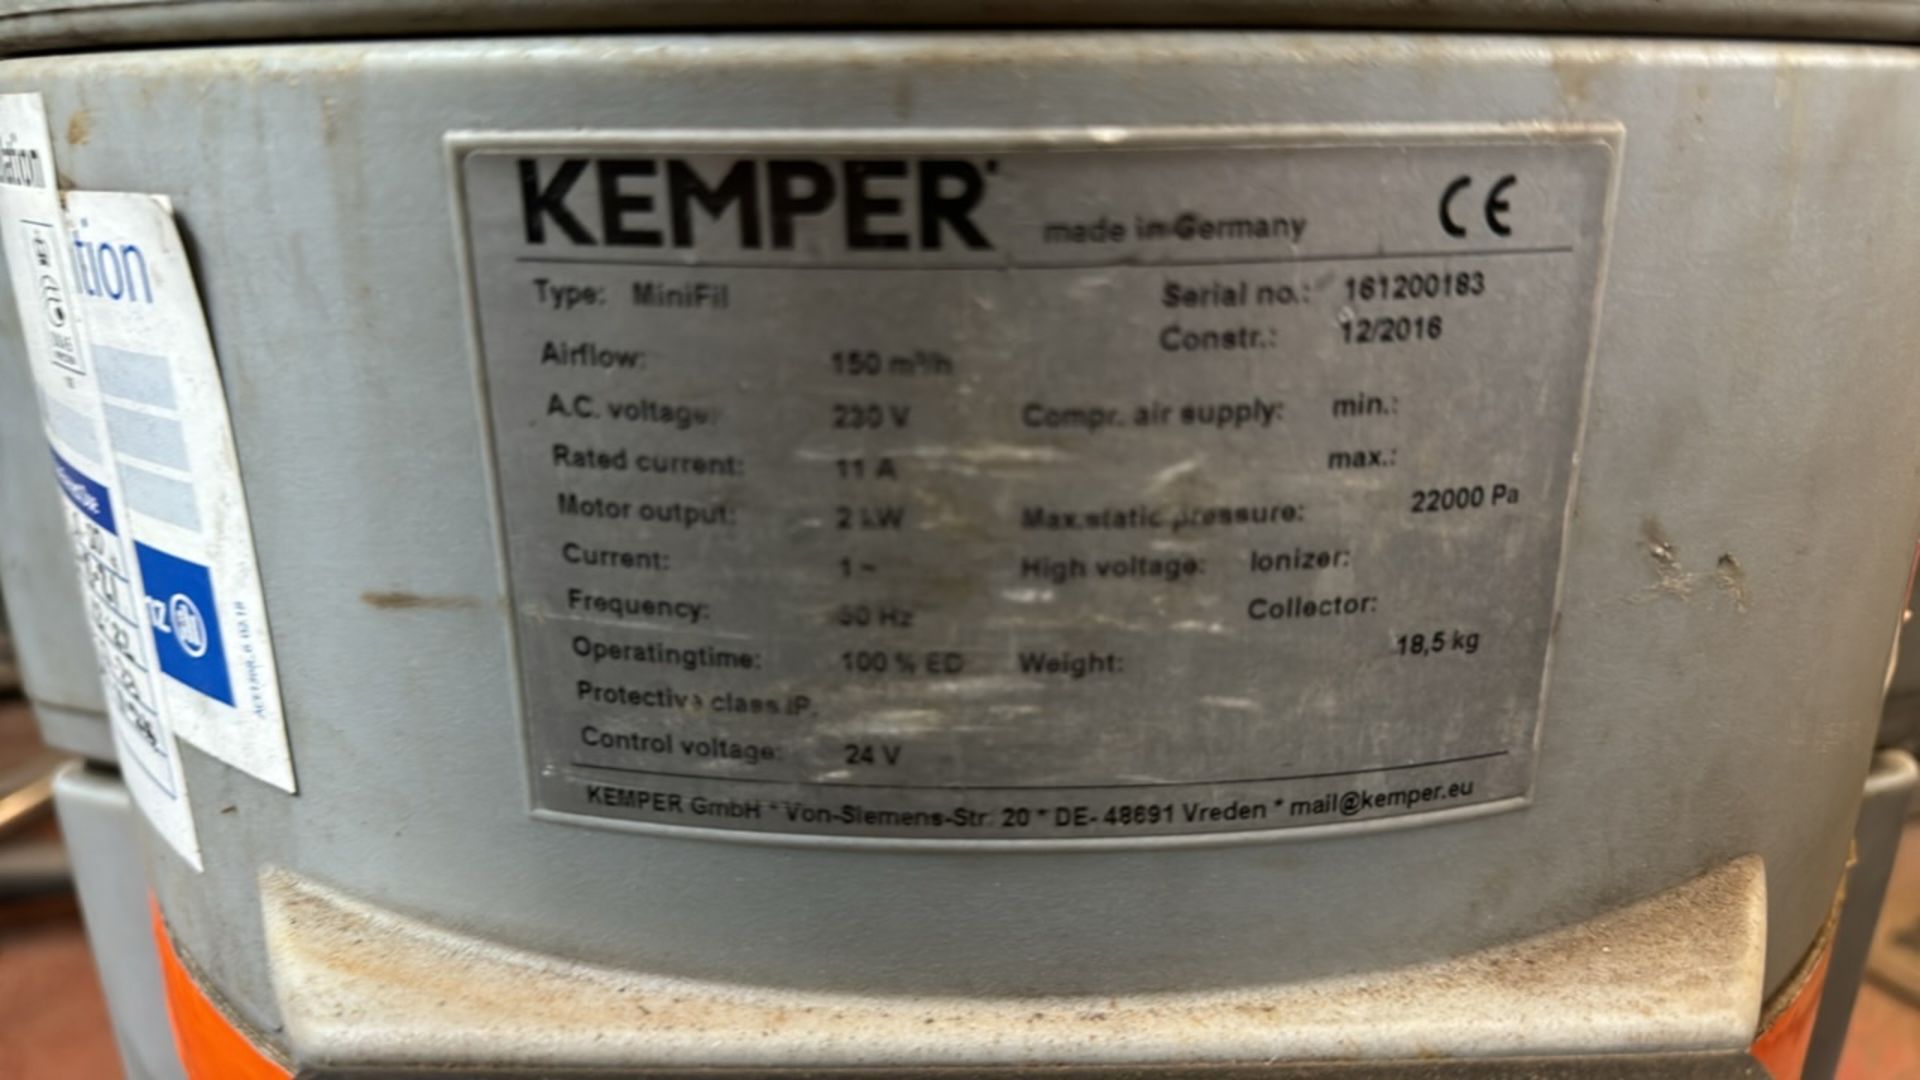 KEMPER made in Germany CE
Type: MiniFil Serial no.: 161200183
Constr.: 12/2016
Airflow: 150 m³/h
A.C. voltage: 230 V Compr. air supply: min.:
Rated current: 11 A max.:
Motor output: 2 kW Max.static pressure: 22000 Pa
Current: 1 ~ High voltage: Ionizer:
Frequency: 50 Hz Collector:
Operatingtime: 100 % ED Weight: 18,5 kg
Protective class IP.
Control voltage: 24 V
KEMPER GmbH * Von-Siemens-Str. 20 * DE- 48691 Vreden * mail@kemper.eu